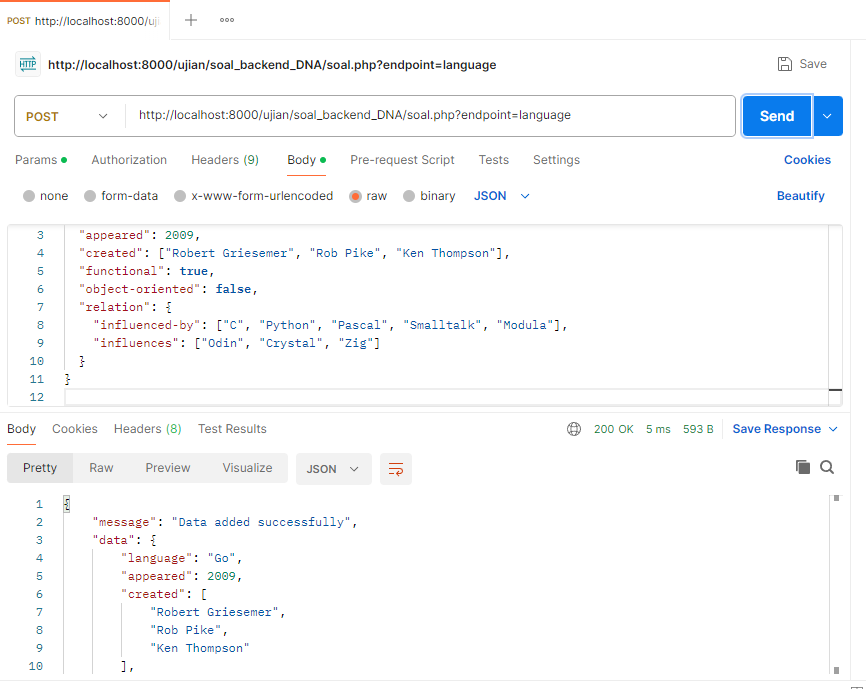 POST http://localhost:8000/uji
HTTP http://localhost:8000/ujian/soal_backend_DNA/soal.php?endpoint=language Save
POST http://localhost:8000/ujian/soal_backend_DNA/soal.php?endpoint=language Send
Params Authorization Headers (9) Body Pre-request Script Tests Settings Cookies
none form-data x-www-form-urlencoded raw binary JSON Beautify
3 "appeared": 2009,
4 "created": ["Robert Griesemer", "Rob Pike", "Ken Thompson"],
5 "functional": true,
6 "object-oriented": false,
7 "relation": {
8 "influenced-by": ["C", "Python", "Pascal", "Smalltalk", "Modula"],
9 "influences": ["Odin", "Crystal", "Zig"]
10 }
11 }
12
Body Cookies Headers (8) Test Results 200 OK 5 ms 593 B Save Response
Pretty Raw Preview Visualize JSON
1 {
2 "message": "Data added successfully",
3 "data": {
4 "language": "Go",
5 "appeared": 2009,
6 "created": [
7 "Robert Griesemer",
8 "Rob Pike",
9 "Ken Thompson"
10 ],